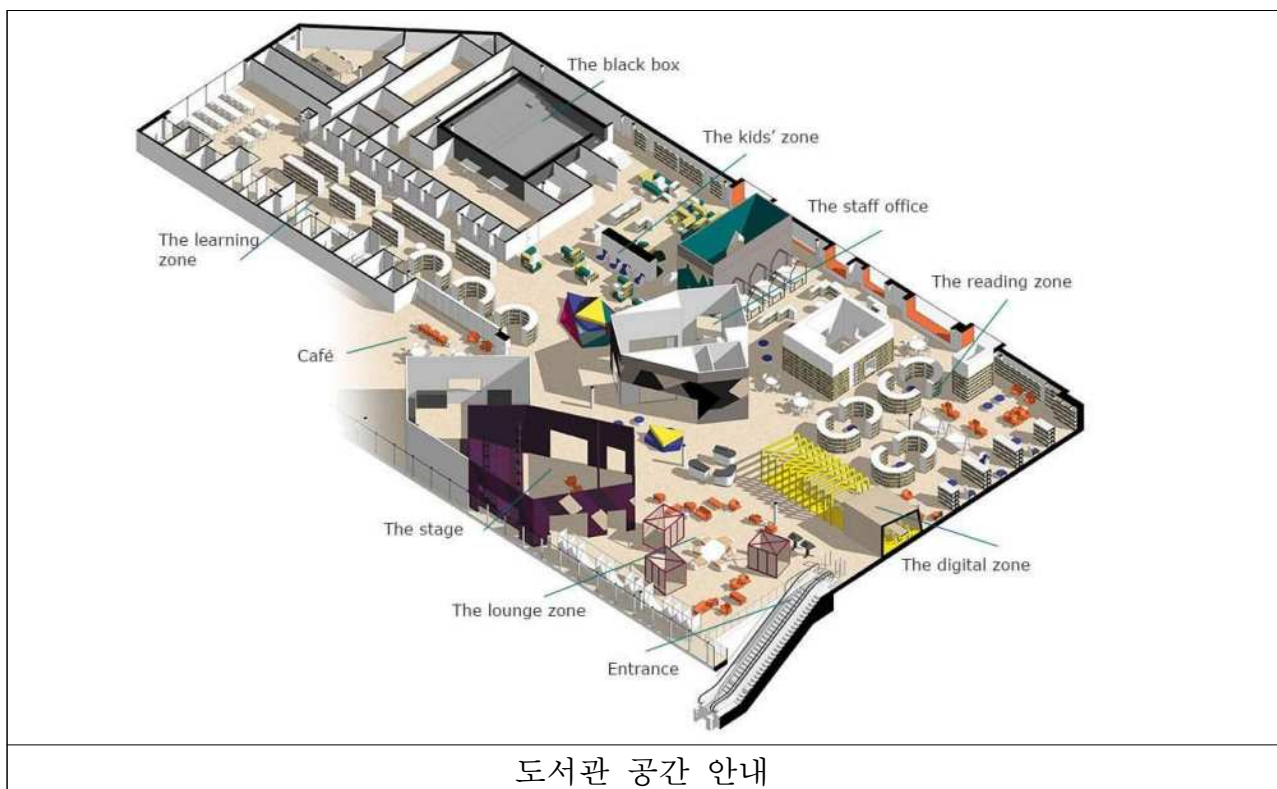 The black box
The kids’ zone
The staff office
The learning
zone
The reading zone
Café
The stage
The digital zone
The lounge zone
Entrance
도서관 공간 안내